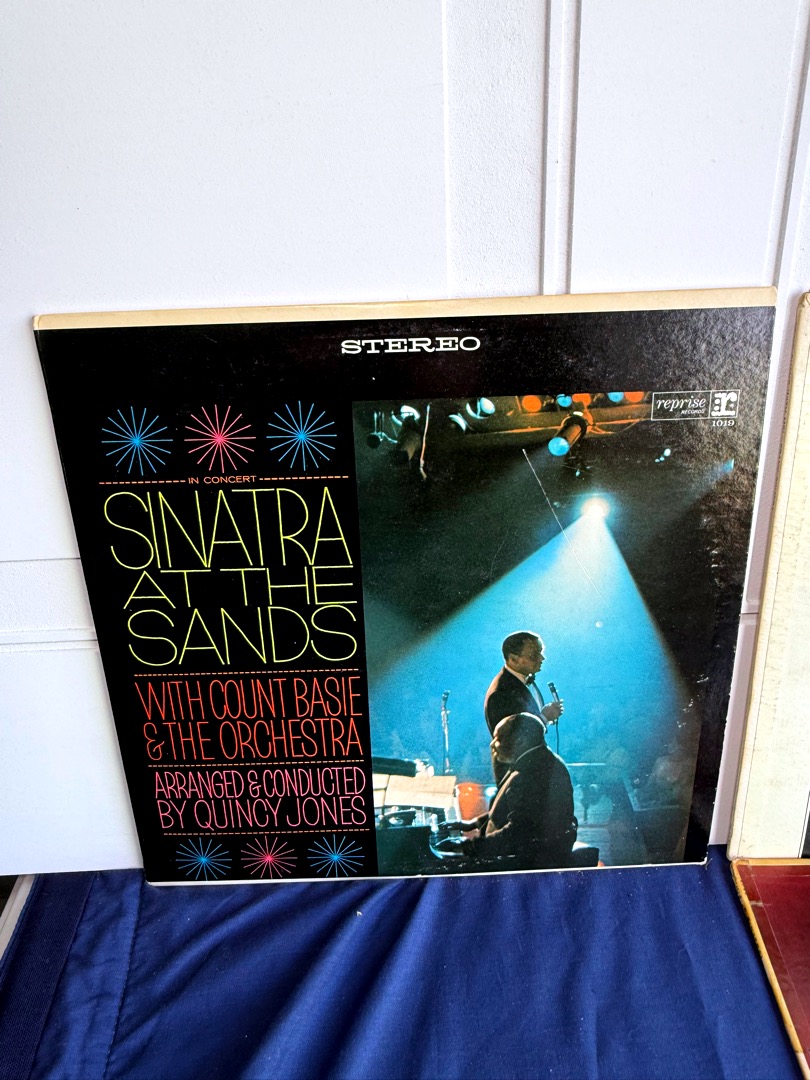 STEREO
reprise
RECORDS
r
1019
IN CONCERT
SINATRA
AT THE
SANDS
WITH COUNT BASIE
& THE ORCHESTRA
ARRANGED & CONDUCTED
BY QUINCY JONES